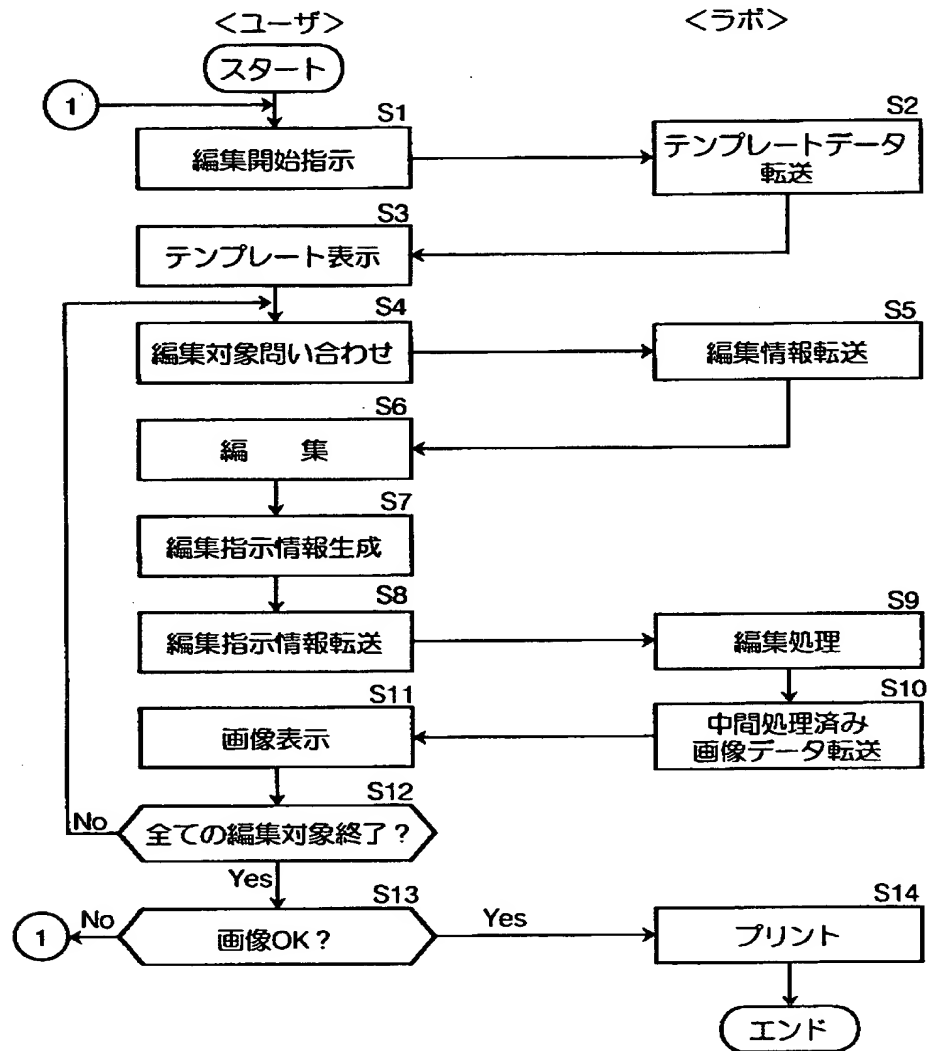 <ユーザ>
<ラボ>
スタート
1
S1
編集開始指示
S2
テンプレートデータ
転送
S3
テンプレート表示
S4
編集対象問い合わせ
S5
編集情報転送
S6
編 集
S7
編集指示情報生成
S8
編集指示情報転送
S9
編集処理
S10
中間処理済み
画像データ転送
S11
画像表示
S12
全ての編集対象終了?
No
Yes
S13
画像OK?
No
1
Yes
S14
プリント
エンド